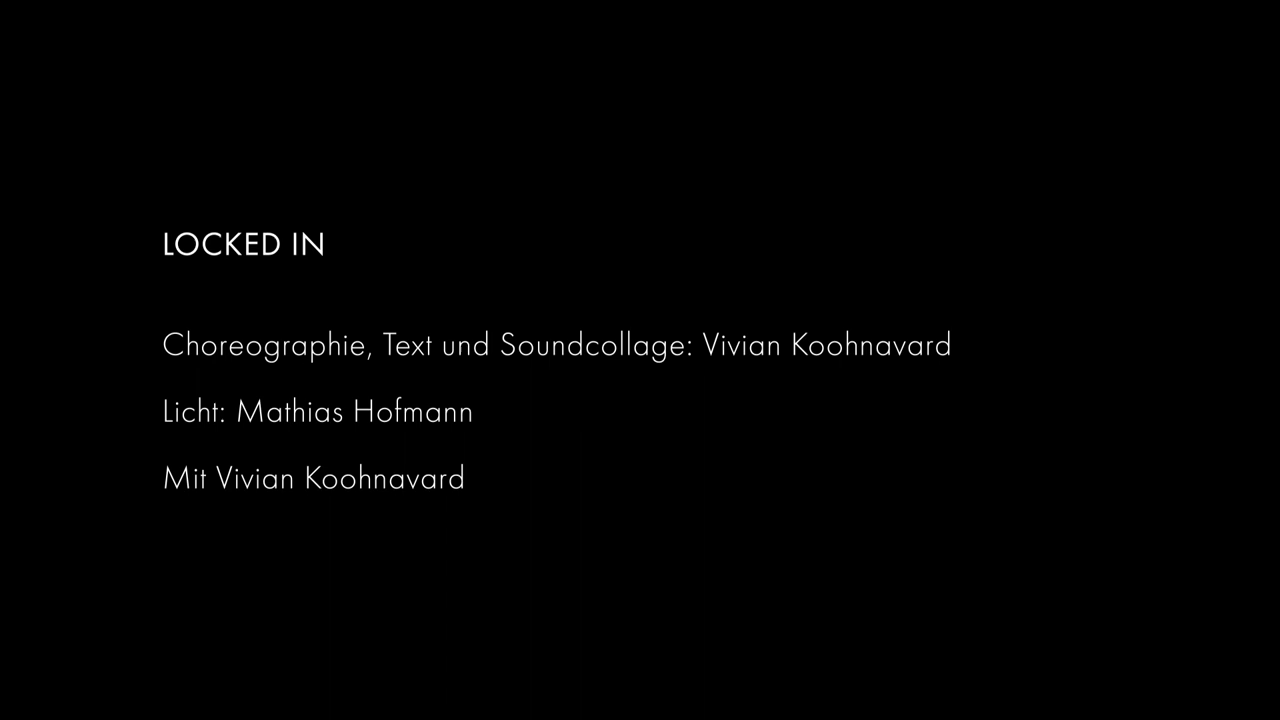 LOCKED IN
Choreographie, Text und Soundcollage: Vivian Koohnavard
Licht: Mathias Hofmann
Mit Vivian Koohnavard